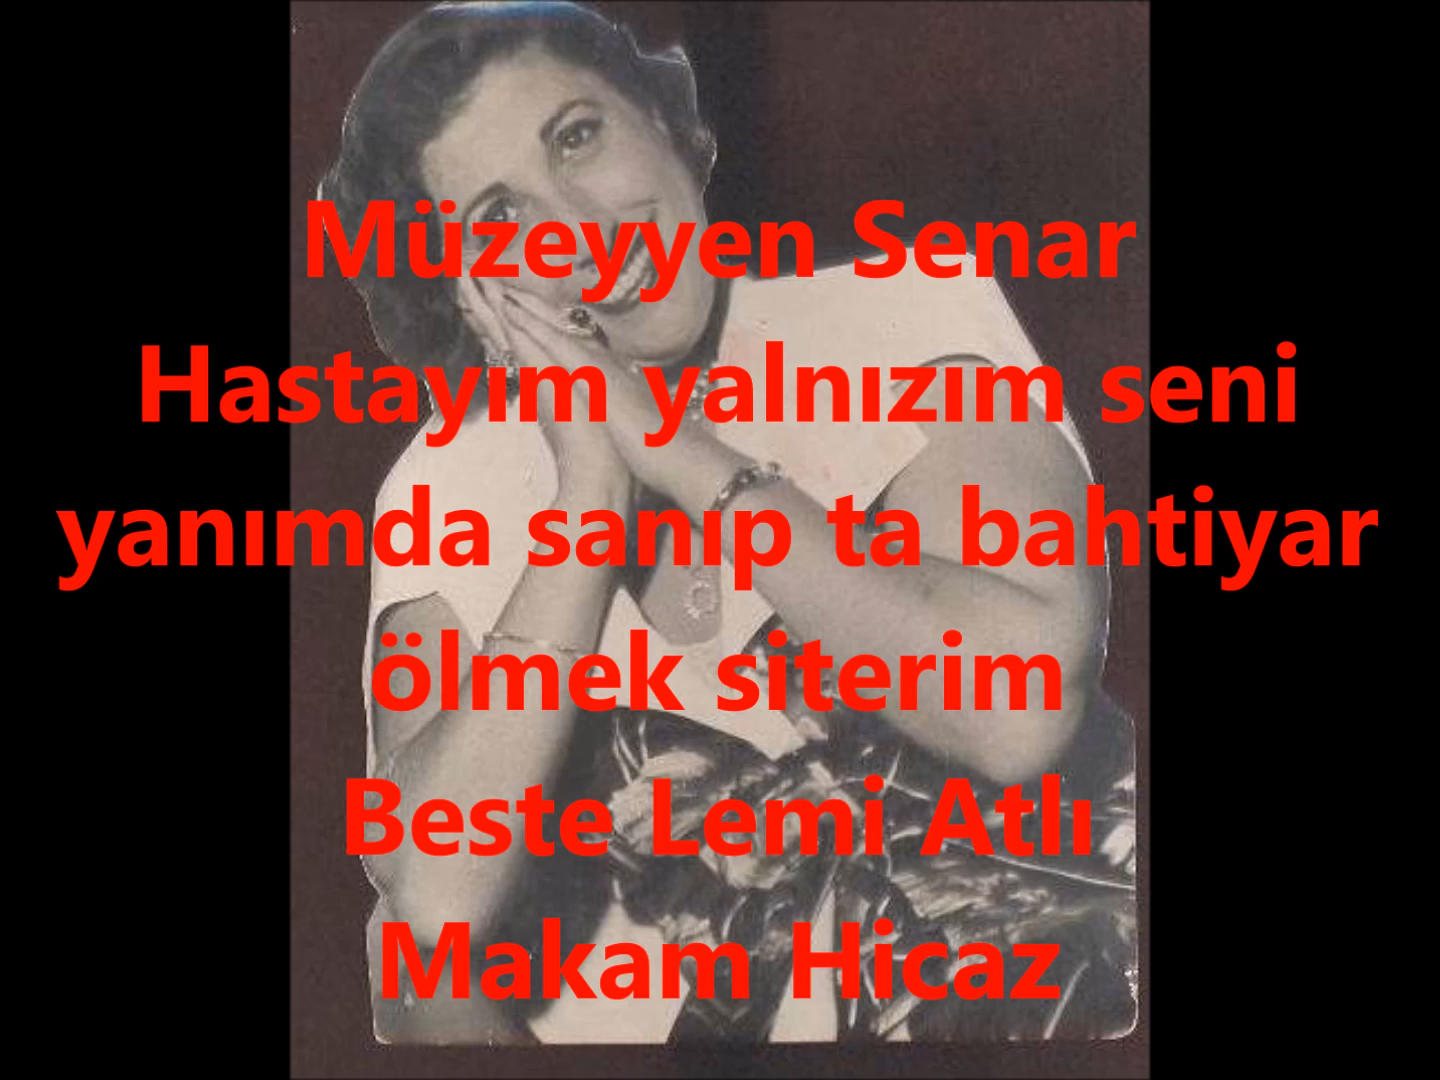 Müzeyyen Senar
Hastayım yalnızım seni
yanımda sanıp ta bahtiyar
ölmek siterim
Beste Lemi Atlı
Makam Hicaz